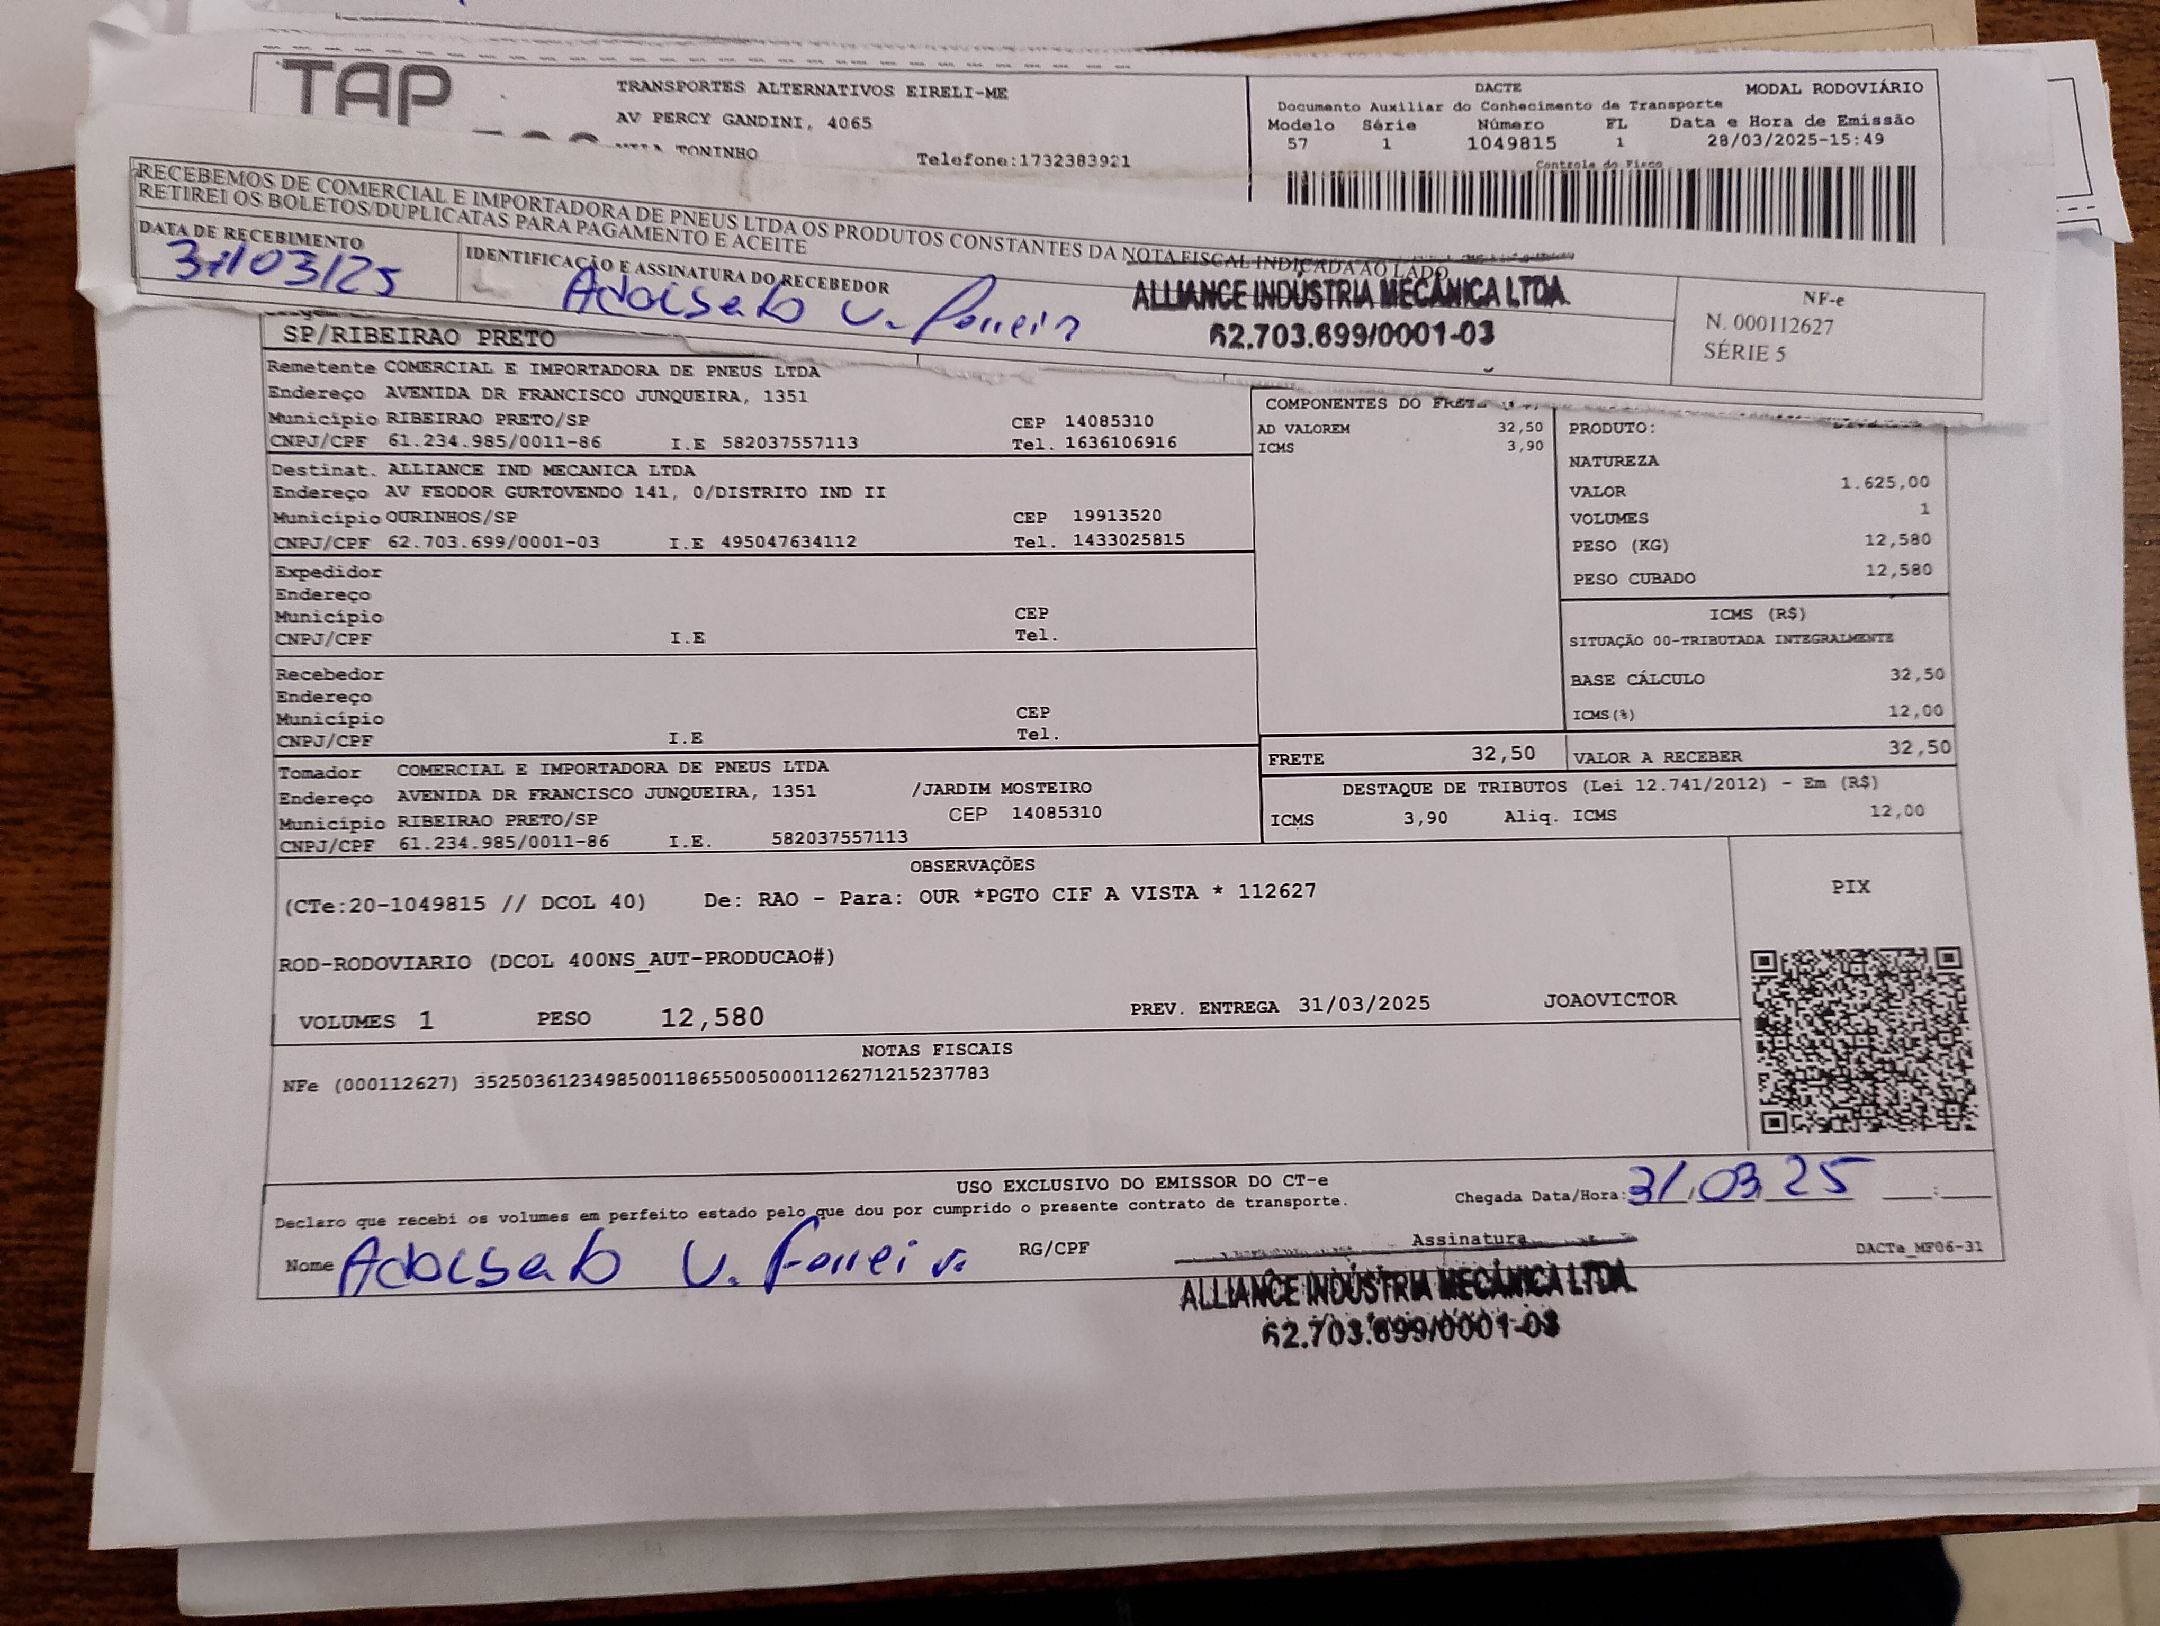 TAP
TRANSPORTES ALTERNATIVOS EIRELI-ME
AV PERCY GANDINI, 4065
TONINHO
Telefone:1732383921
DACTE MODAL RODOVIÁRIO
Documento Auxiliar do Conhecimento de Transporte
Modelo Série Número FL Data e Hora de Emissão
57 1 1049815 1 28/03/2025-15:49
Controle do Fisco
RECEBEMOS DE COMERCIAL E IMPORTADORA DE PNEUS LTDA OS PRODUTOS CONSTANTES DA NOTA FISCAL INDICADA AO LADO
RETIREI OS BOLETOS/DUPLICATAS PARA PAGAMENTO E ACEITE
DATA DE RECEBIMENTO
31/03/25
IDENTIFICAÇÃO E ASSINATURA DO RECEBEDOR
ALLIANCE INDÚSTRIA MECÂNICA LTDA.
62.703.699/0001-03
NF-e
N. 000112627
SÉRIE 5
SP/RIBEIRAO PRETO
Remetente COMERCIAL E IMPORTADORA DE PNEUS LTDA
Endereço AVENIDA DR FRANCISCO JUNQUEIRA, 1351
Município RIBEIRAO PRETO/SP CEP 14085310
CNPJ/CPF 61.234.985/0011-86 I.E 582037557113 Tel. 1636106916
Destinat. ALLIANCE IND MECANICA LTDA
Endereço AV FEODOR GURTOVENDO 141, 0/DISTRITO IND II
Município OURINHOS/SP CEP 19913520
CNPJ/CPF 62.703.699/0001-03 I.E 495047634112 Tel. 1433025815
Expedidor
Endereço
Município CEP
CNPJ/CPF I.E Tel.
Recebedor
Endereço
Município CEP
CNPJ/CPF I.E Tel.
Tomador COMERCIAL E IMPORTADORA DE PNEUS LTDA
Endereço AVENIDA DR FRANCISCO JUNQUEIRA, 1351 /JARDIM MOSTEIRO
Município RIBEIRAO PRETO/SP CEP 14085310
CNPJ/CPF 61.234.985/0011-86 I.E. 582037557113
COMPONENTES DO FRETE
AD VALOREM 32,50
ICMS 3,90
PRODUTO:
NATUREZA
VALOR 1.625,00
VOLUMES 1
PESO (KG) 12,580
PESO CUBADO 12,580
ICMS (R$)
SITUAÇÃO 00-TRIBUTADA INTEGRALMENTE
BASE CÁLCULO 32,50
ICMS(%) 12,00
FRETE 32,50 VALOR A RECEBER 32,50
DESTAQUE DE TRIBUTOS (Lei 12.741/2012) - Em (R$)
ICMS 3,90 Aliq. ICMS 12,00
OBSERVAÇÕES
(CTe:20-1049815 // DCOL 40) De: RAO - Para: OUR *PGTO CIF A VISTA * 112627
ROD-RODOVIARIO (DCOL 400NS_AUT-PRODUCAO#)
VOLUMES 1 PESO 12,580 PREV. ENTREGA 31/03/2025 JOAOVICTOR
PIX
NOTAS FISCAIS
NFe (000112627) 35250361234985001186550050001126271215237783
USO EXCLUSIVO DO EMISSOR DO CT-e
Declaro que recebi os volumes em perfeito estado pelo que dou por cumprido o presente contrato de transporte.
Chegada Data/Hora: 31/03/25 :
Nome RG/CPF Assinatura DACTe_MF06-31
ALLIANCE INDÚSTRIA MECÂNICA LTDA.
62.703.699/0001-03